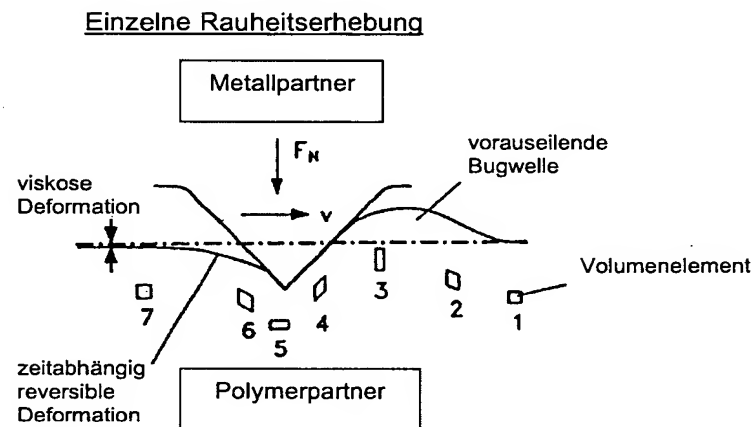 Einzelne Rauheitserhebung
Metallpartner
F_N
vorauseilende
Bugwelle
viskose
Deformation
v
Volumenelement
7
6
5
4
3
2
1
zeitabhängig
reversible
Deformation
Polymerpartner